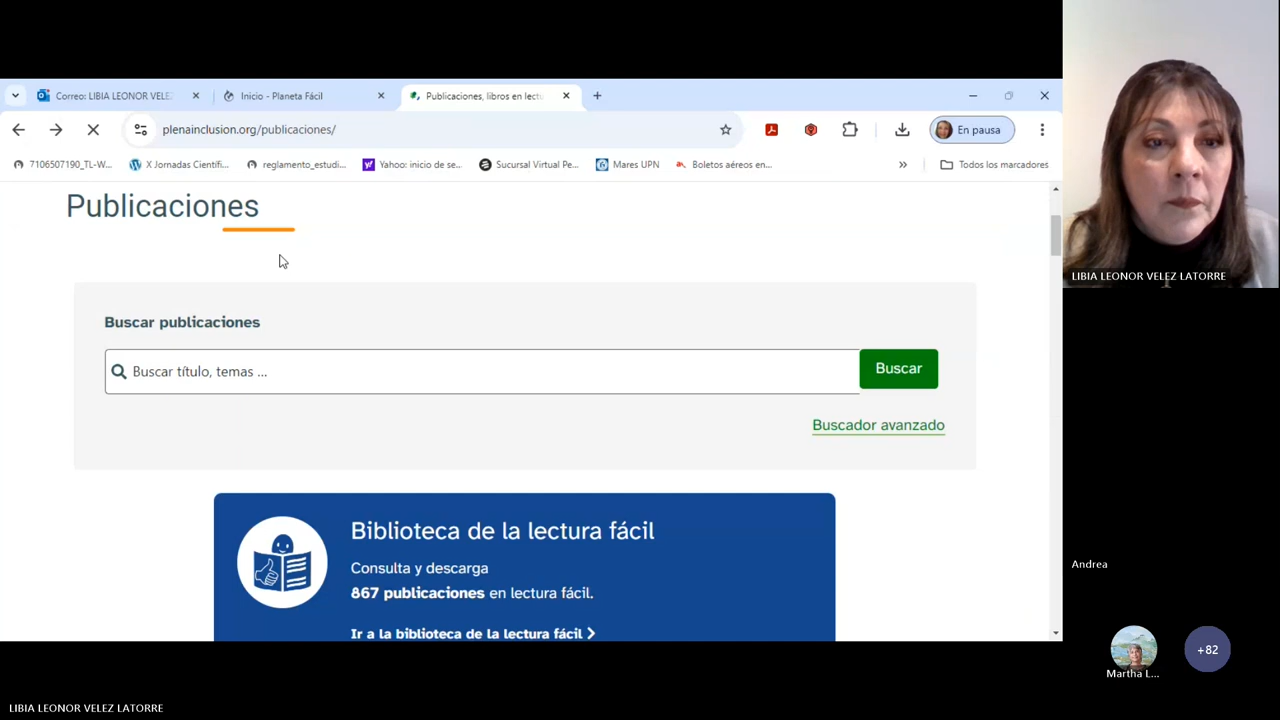 Correo: LIBIA LEONOR VELEZ
Inicio - Planeta Fácil
Publicaciones, libros en lectu
plenainclusion.org/publicaciones/
En pausa
7106507190_TL-W...
X Jornadas Científi...
reglamento_estudi...
Yahoo: inicio de se...
Sucursal Virtual Pe...
Mares UPN
Boletos aéreos en...
»
Todos los marcadores
Publicaciones
Buscar publicaciones
Buscar título, temas ...
Buscar
Buscador avanzado
Biblioteca de la lectura fácil
Consulta y descarga
867 publicaciones en lectura fácil.
Ir a la biblioteca de la lectura fácil
LIBIA LEONOR VELEZ LATORRE
Andrea
Martha L...
+82
LIBIA LEONOR VELEZ LATORRE